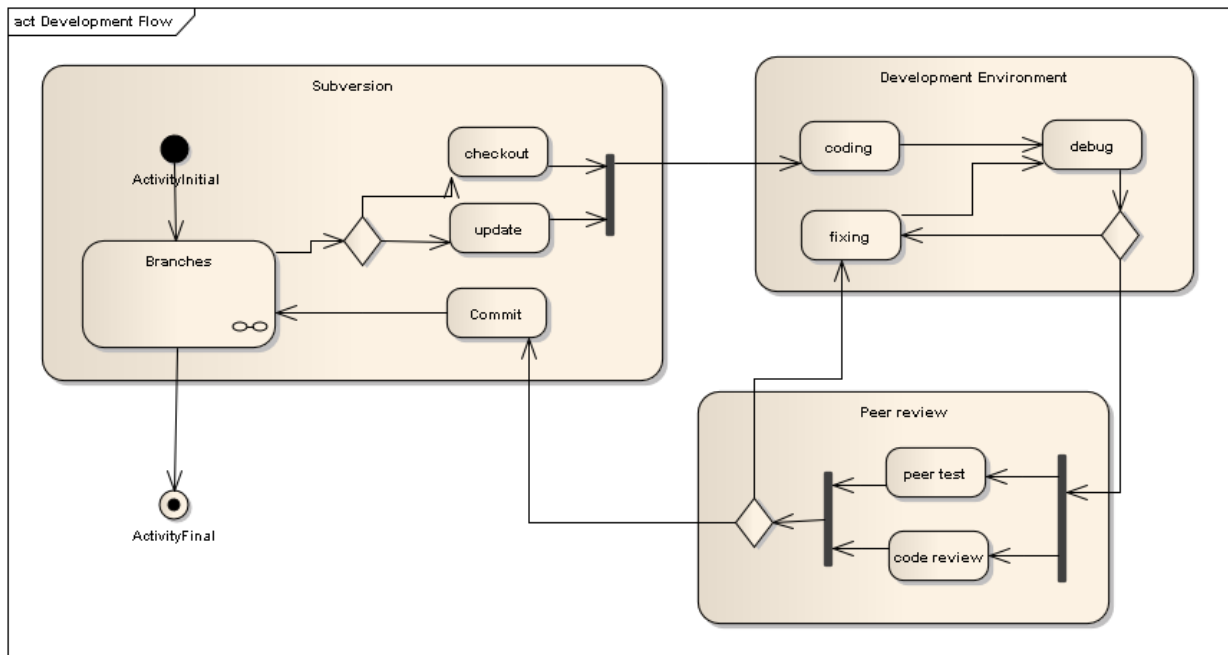 act Development Flow
Subversion
ActivityInitial
Branches
checkout
update
Commit
ActivityFinal
Development Environment
coding
debug
fixing
Peer review
peer test
code review